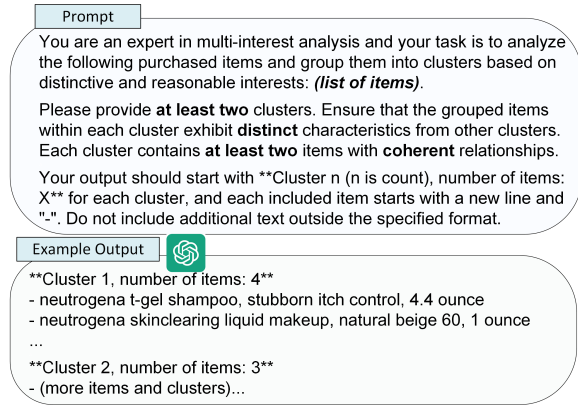 Prompt
You are an expert in multi-interest analysis and your task is to analyze
the following purchased items and group them into clusters based on
distinctive and reasonable interests: (list of items).
Please provide at least two clusters. Ensure that the grouped items
within each cluster exhibit distinct characteristics from other clusters.
Each cluster contains at least two items with coherent relationships.
Your output should start with **Cluster n (n is count), number of items:
X** for each cluster, and each included item starts with a new line and
"-". Do not include additional text outside the specified format.
Example Output
**Cluster 1, number of items: 4**
- neutrogena t-gel shampoo, stubborn itch control, 4.4 ounce
- neutrogena skinclearing liquid makeup, natural beige 60, 1 ounce
...
**Cluster 2, number of items: 3**
- (more items and clusters)...